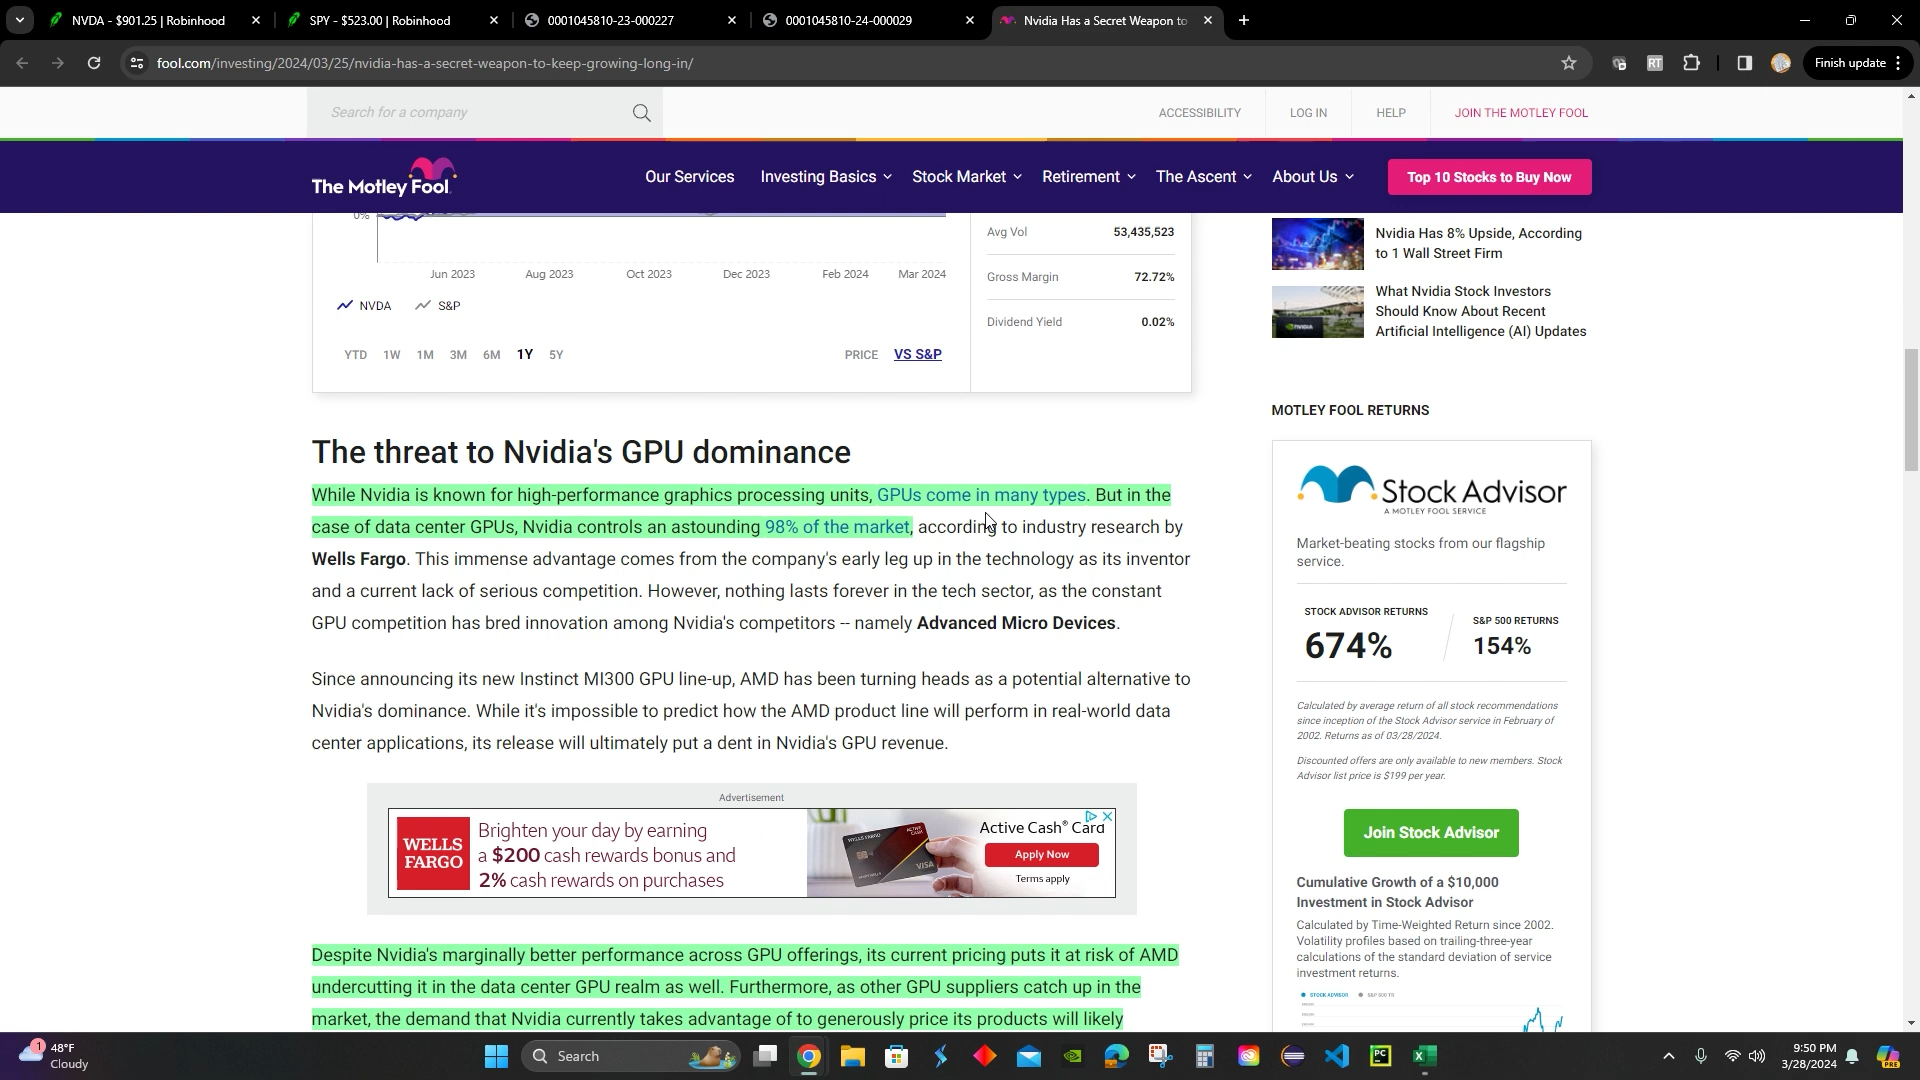 NVDA - $901.25 | Robinhood
SPY - $523.00 | Robinhood
0001045810-23-000227
0001045810-24-000029
Nvidia Has a Secret Weapon to
fool.com/investing/2024/03/25/nvidia-has-a-secret-weapon-to-keep-growing-long-in/
RT
Finish update
Search for a company
ACCESSIBILITY
LOG IN
HELP
JOIN THE MOTLEY FOOL
The Motley Fool
Our Services
Investing Basics
Stock Market
Retirement
The Ascent
About Us
Top 10 Stocks to Buy Now
0%
Jun 2023
Aug 2023
Oct 2023
Dec 2023
Feb 2024
Mar 2024
NVDA
S&P
YTD 1W 1M 3M 6M 1Y 5Y
PRICE VS S&P
Avg Vol 53,435,523
Gross Margin 72.72%
Dividend Yield 0.02%
Nvidia Has 8% Upside, According
to 1 Wall Street Firm
What Nvidia Stock Investors
Should Know About Recent
Artificial Intelligence (AI) Updates
The threat to Nvidia's GPU dominance
While Nvidia is known for high-performance graphics processing units, GPUs come in many types. But in the
case of data center GPUs, Nvidia controls an astounding 98% of the market, according to industry research by
Wells Fargo. This immense advantage comes from the company's early leg up in the technology as its inventor
and a current lack of serious competition. However, nothing lasts forever in the tech sector, as the constant
GPU competition has bred innovation among Nvidia's competitors -- namely Advanced Micro Devices.
Since announcing its new Instinct MI300 GPU line-up, AMD has been turning heads as a potential alternative to
Nvidia's dominance. While it's impossible to predict how the AMD product line will perform in real-world data
center applications, its release will ultimately put a dent in Nvidia's GPU revenue.
Advertisement
WELLS
FARGO
Brighten your day by earning
a $200 cash rewards bonus and
2% cash rewards on purchases
VISA
Active Cash® Card
Apply Now
Terms apply
Despite Nvidia's marginally better performance across GPU offerings, its current pricing puts it at risk of AMD
undercutting it in the data center GPU realm as well. Furthermore, as other GPU suppliers catch up in the
market, the demand that Nvidia currently takes advantage of to generously price its products will likely
MOTLEY FOOL RETURNS
Stock Advisor
A MOTLEY FOOL SERVICE
Market-beating stocks from our flagship
service.
STOCK ADVISOR RETURNS
674%
S&P 500 RETURNS
154%
Calculated by average return of all stock recommendations
since inception of the Stock Advisor service in February of
2002. Returns as of 03/28/2024.
Discounted offers are only available to new members. Stock
Advisor list price is $199 per year.
Join Stock Advisor
Cumulative Growth of a $10,000
Investment in Stock Advisor
Calculated by Time-Weighted Return since 2002.
Volatility profiles based on trailing-three-year
calculations of the standard deviation of service
investment returns.
STOCK ADVISOR
S&P 500 TR
1
48°F
Cloudy
Search
PC
9:50 PM
3/28/2024
PRE